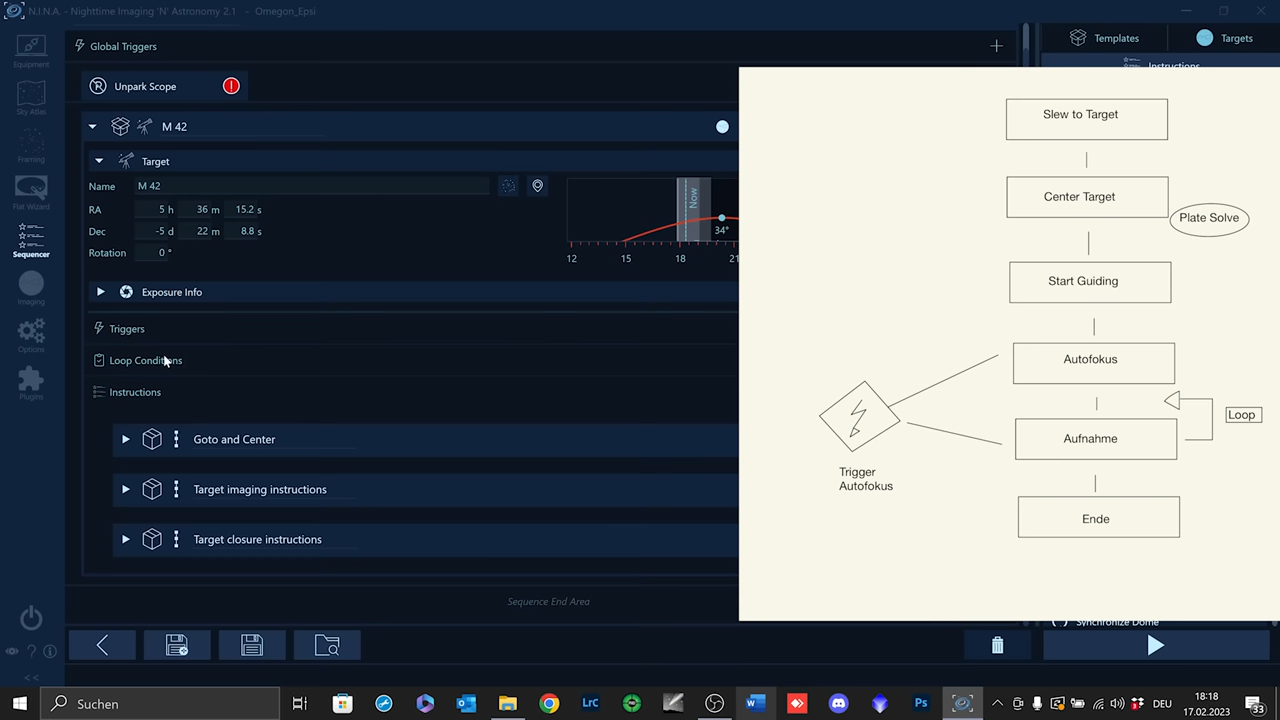 N.I.N.A. - Nighttime Imaging 'N' Astronomy 2.1 - Omegon_Epsi
Equipment
Sky Atlas
Framing
Flat Wizard
Sequencer
Imaging
Options
Plugins
<<
Global Triggers
Unpark Scope
M 42
Target
Name
M 42
RA
5 h
36 m
15.2 s
Dec
-5 d
22 m
8.8 s
Rotation
0 °
Now
34°
12
15
18
21
Exposure Info
Triggers
Loop Conditions
Instructions
Goto and Center
Target imaging instructions
Target closure instructions
Sequence End Area
Templates
Targets
Instructions
Slew to Target
Center Target
Plate Solve
Start Guiding
Autofokus
Aufnahme
Loop
Trigger
Autofokus
Ende
Synchronize Dome
Suchen
LrC
Ps
DEU
18:18
17.02.2023
33